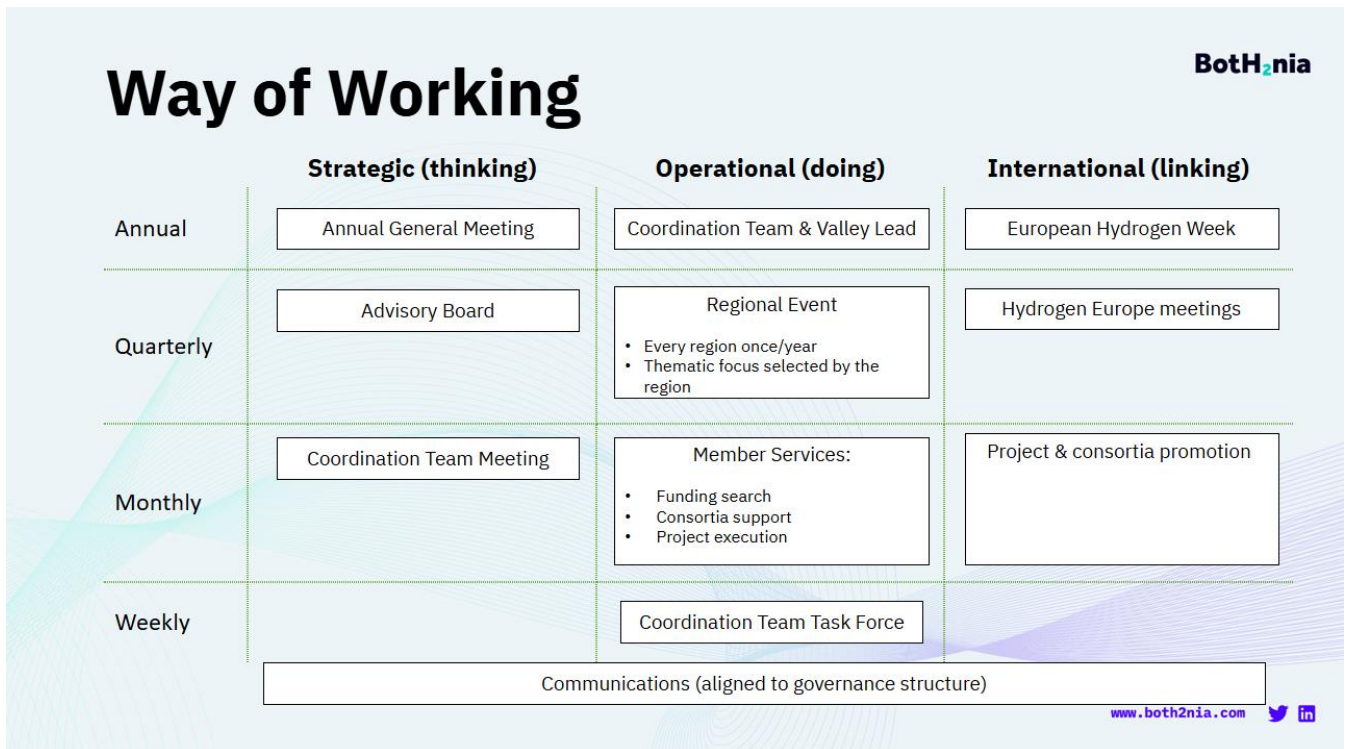 BotH₂nia
Way of Working
Strategic (thinking)
Operational (doing)
International (linking)
Annual
Annual General Meeting
Coordination Team & Valley Lead
European Hydrogen Week
Quarterly
Advisory Board
Regional Event
• Every region once/year
• Thematic focus selected by the
region
Hydrogen Europe meetings
Monthly
Coordination Team Meeting
Member Services:
• Funding search
• Consortia support
• Project execution
Project & consortia promotion
Weekly
Coordination Team Task Force
Communications (aligned to governance structure)
www.both2nia.com